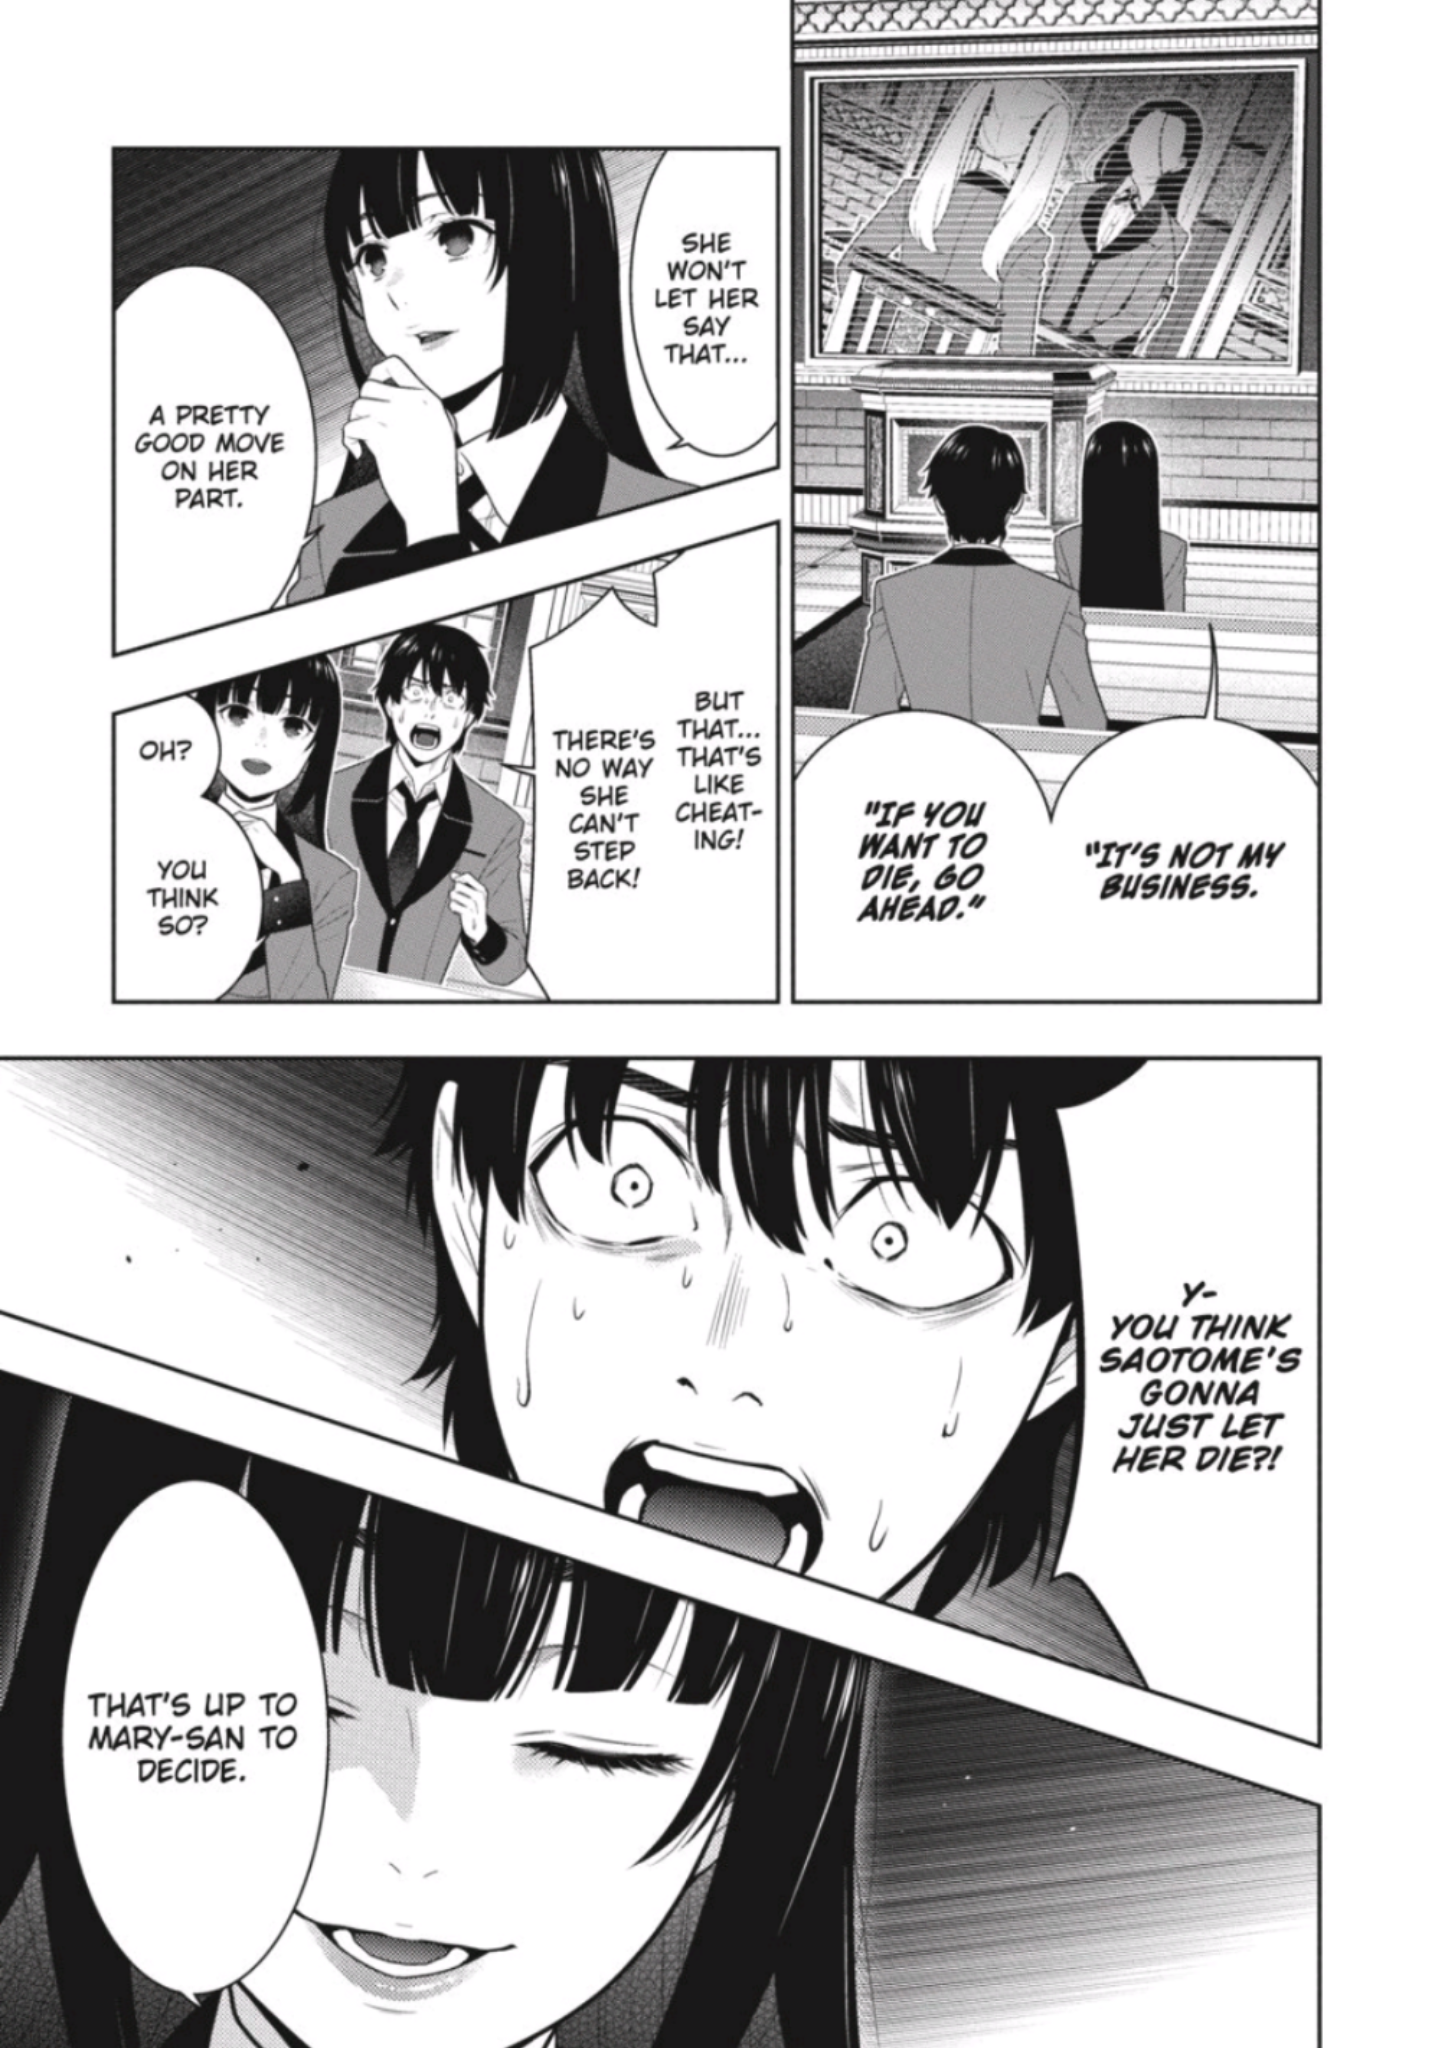 "IT'S NOT MY
BUSINESS.
"IF YOU
WANT TO
DIE, GO
AHEAD."
SHE
WON'T
LET HER
SAY
THAT...
A PRETTY
GOOD MOVE
ON HER
PART.
BUT
THAT...
THAT'S
LIKE
CHEAT-
ING!
THERE'S
NO WAY
SHE
CAN'T
STEP
BACK!
OH?
YOU
THINK
SO?
Y-
YOU THINK
SAOTOME'S
GONNA
JUST LET
HER DIE?!
THAT'S UP TO
MARY-SAN TO
DECIDE.